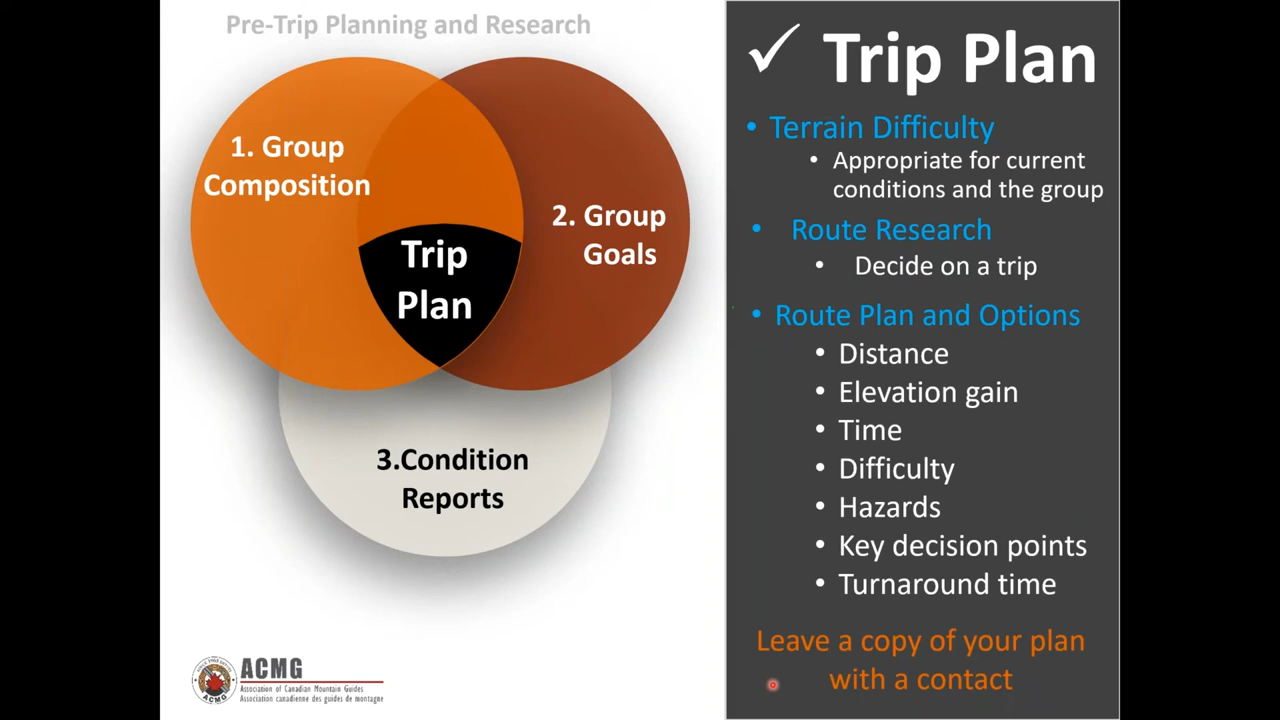 Pre-Trip Planning and Research
1. Group
Composition
2. Group
Goals
Trip
Plan
3.Condition
Reports
ACMG
ACMG
Association of Canadian Mountain Guides
Association canadienne des guides de montagne
✓ Trip Plan
• Terrain Difficulty
• Appropriate for current
conditions and the group
• Route Research
• Decide on a trip
• Route Plan and Options
• Distance
• Elevation gain
• Time
• Difficulty
• Hazards
• Key decision points
• Turnaround time
Leave a copy of your plan
with a contact